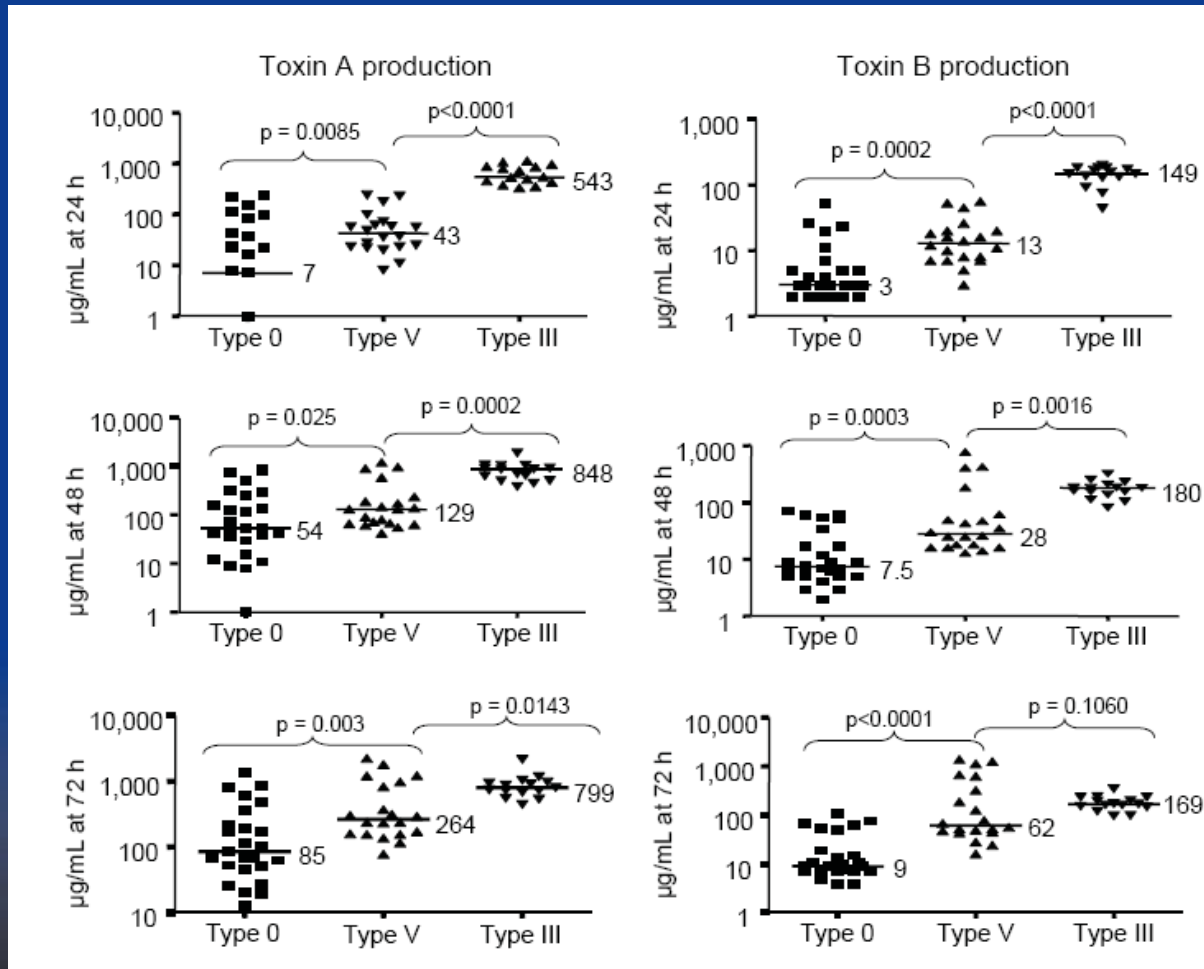 Toxin A production
p = 0.0085
p<0.0001
10,000
1,000
100
10
1
µg/mL at 24 h
7
43
543
Type 0 Type V Type III
Toxin B production
p = 0.0002
p<0.0001
1,000
100
10
1
µg/mL at 24 h
3
13
149
Type 0 Type V Type III
p = 0.025
p = 0.0002
10,000
1,000
100
10
1
µg/mL at 48 h
54
129
848
Type 0 Type V Type III
p = 0.0003
p = 0.0016
1,000
100
10
1
µg/mL at 48 h
7.5
28
180
Type 0 Type V Type III
p = 0.003
p = 0.0143
10,000
1,000
100
10
µg/mL at 72 h
85
264
799
Type 0 Type V Type III
p<0.0001
p = 0.1060
10,000
1,000
100
10
1
µg/mL at 72 h
9
62
169
Type 0 Type V Type III